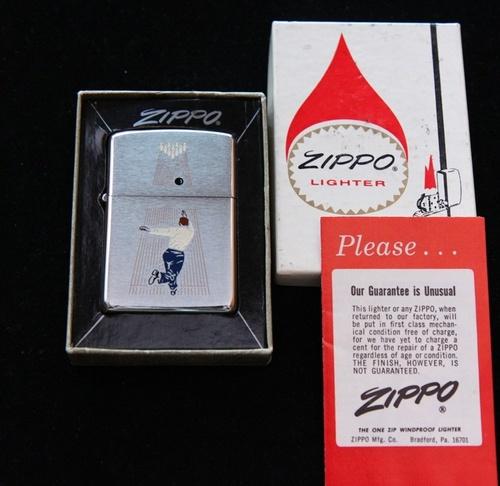 ZIPPO®
ZIPPO®
LIGHTER
Please...
Our Guarantee is Unusual
This lighter or any ZIPPO, when
returned to our factory, will
be put in first class mechan-
ical condition free of charge,
for we have yet to charge a
cent for the repair of a ZIPPO
regardless of age or condition.
THE FINISH, HOWEVER, IS
NOT GUARANTEED.
ZIPPO®
THE ONE ZIP WINDPROOF LIGHTER
ZIPPO Mfg. Co. Bradford, Pa. 16701